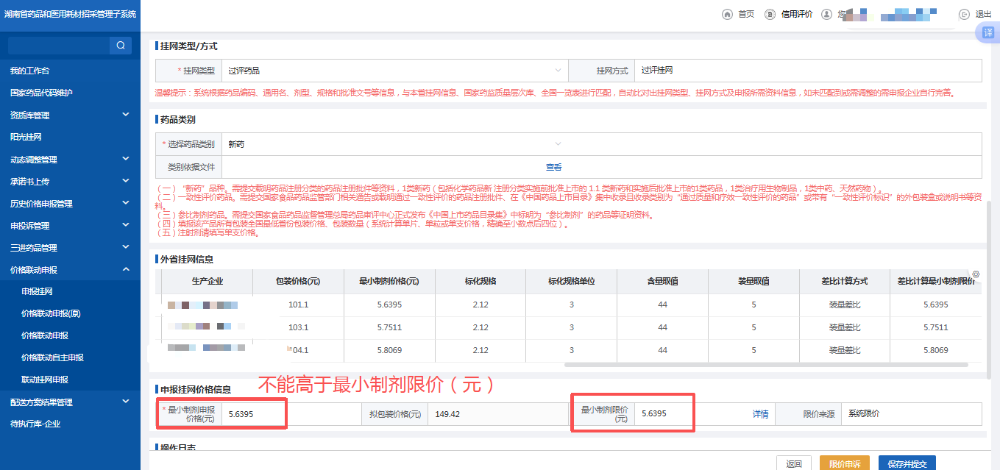 湖南省药品和医用耗材招采管理子系统
首页 信用评价 您 退出
译
我的工作台
国家药品代码维护
资质库管理
阳光挂网
动态调整管理
承诺书上传
历史价格申报管理
申投诉管理
三进药品管理
价格联动申报
申报挂网
价格联动申报(原)
价格联动申报
价格联动自主申报
联动挂网申报
配送方案结果管理
待执行库-企业
挂网类型/方式
* 挂网类型 过评药品 挂网方式 过评挂网
温馨提示：系统根据药品编码、通用名、剂型、规格和批准文号等信息，与本省挂网信息、国家药监质量层次库、全国一览表进行匹配，自动比对出挂网类型、挂网方式及申报所需资料信息，如未匹配到或需调整的需申报企业自行完善。
药品类别
* 选择药品类别 新药
类别依据文件 查看
（一）“新药”品种。需提交载明药品注册分类的药品注册批件等资料，1类新药（包括化学药品新 注册分类实施前批准上市的 1.1 类新药和实施后批准上市的1类药品，1类治疗用生物制品，1类中药、天然药物）。
（二）一致性评价药品。需提交国家食品药品监管部门相关通告或载明通过一致性评价的药品注册批件、在《中国药品上市目录》集中收录且收录类别为“通过质量和疗效一致性评价的药品”或带有“一致性评价标识”的外包装盒或说明书等资
料。
（三）参比制剂药品。需提交国家食品药品监督管理总局药品审评中心正式发布《中国上市药品目录集》中标明为“参比制剂”的药品等证明资料。
（四）填报该产品所有包装全国最低省份包装价格、包装数量（系统计算单片、单粒或单支价格，精确至小数点后四位）。
（五）注射剂请填写单支价格。
外省挂网信息
生产企业 包装价格(元) 最小制剂价格(元) 标化规格 标化规格单位 含量取值 装量取值 差比计算方式 差比计算最小制剂限价
101.1 5.6395 2.12 3 44 5 装量差比 5.6395
103.1 5.7511 2.12 3 44 5 装量差比 5.7511
104.1 5.8069 2.12 3 44 5 装量差比 5.8069
申报挂网价格信息 不能高于最小制剂限价（元）
* 最小制剂申报
价格(元) 5.6395 拟包装价格(元) 149.42 最小制剂限价
(元) 5.6395 详情 限价来源 系统限价
操作日志
返回 限价申诉 保存并提交